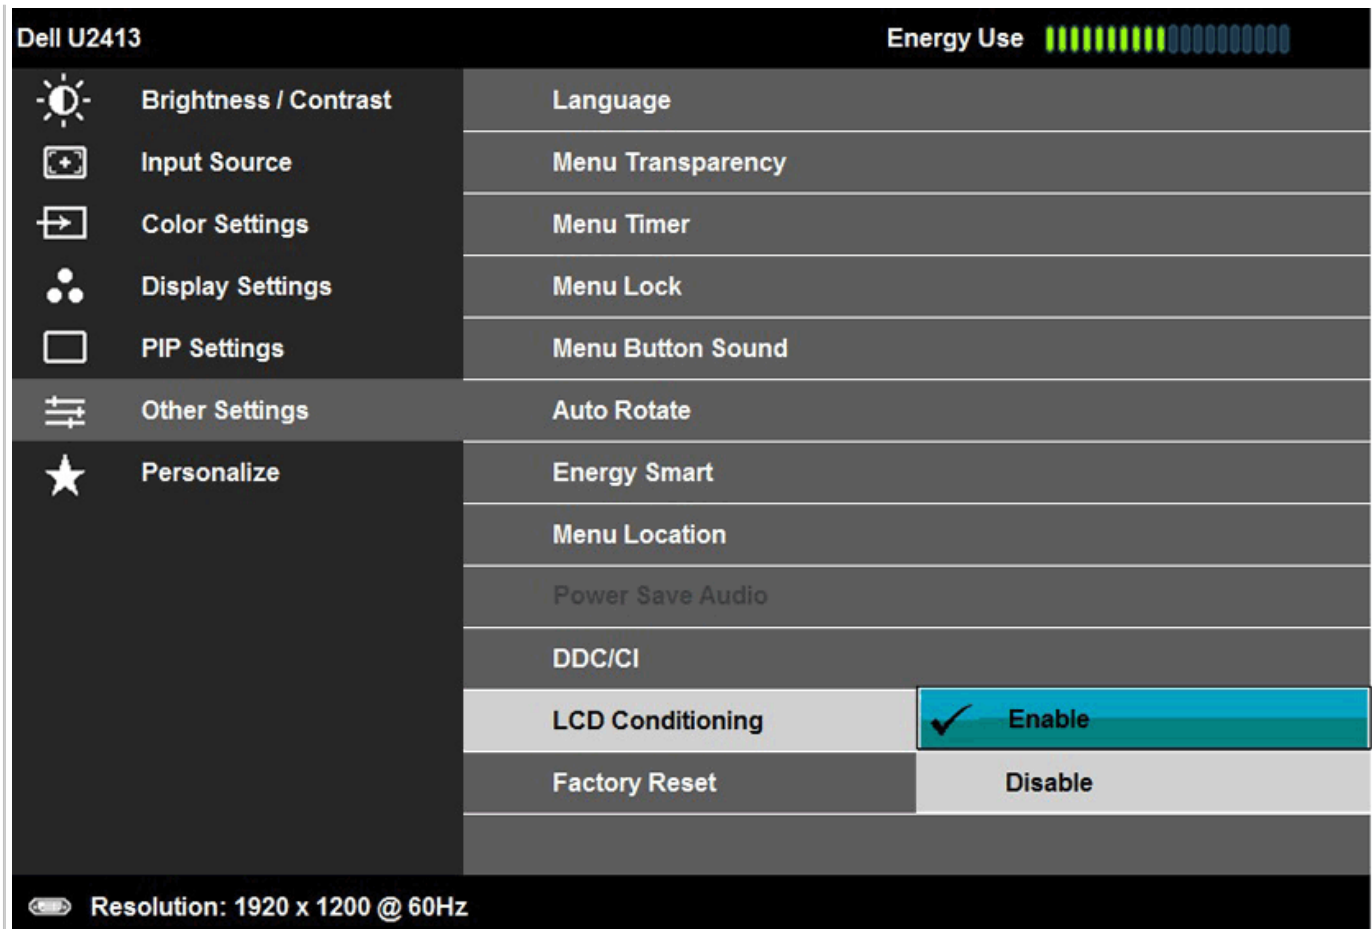 Dell U2413
Energy Use
Brightness / Contrast
Input Source
Color Settings
Display Settings
PIP Settings
Other Settings
Personalize
Language
Menu Transparency
Menu Timer
Menu Lock
Menu Button Sound
Auto Rotate
Energy Smart
Menu Location
Power Save Audio
DDC/CI
LCD Conditioning
Enable
Disable
Factory Reset
Resolution: 1920 x 1200 @ 60Hz